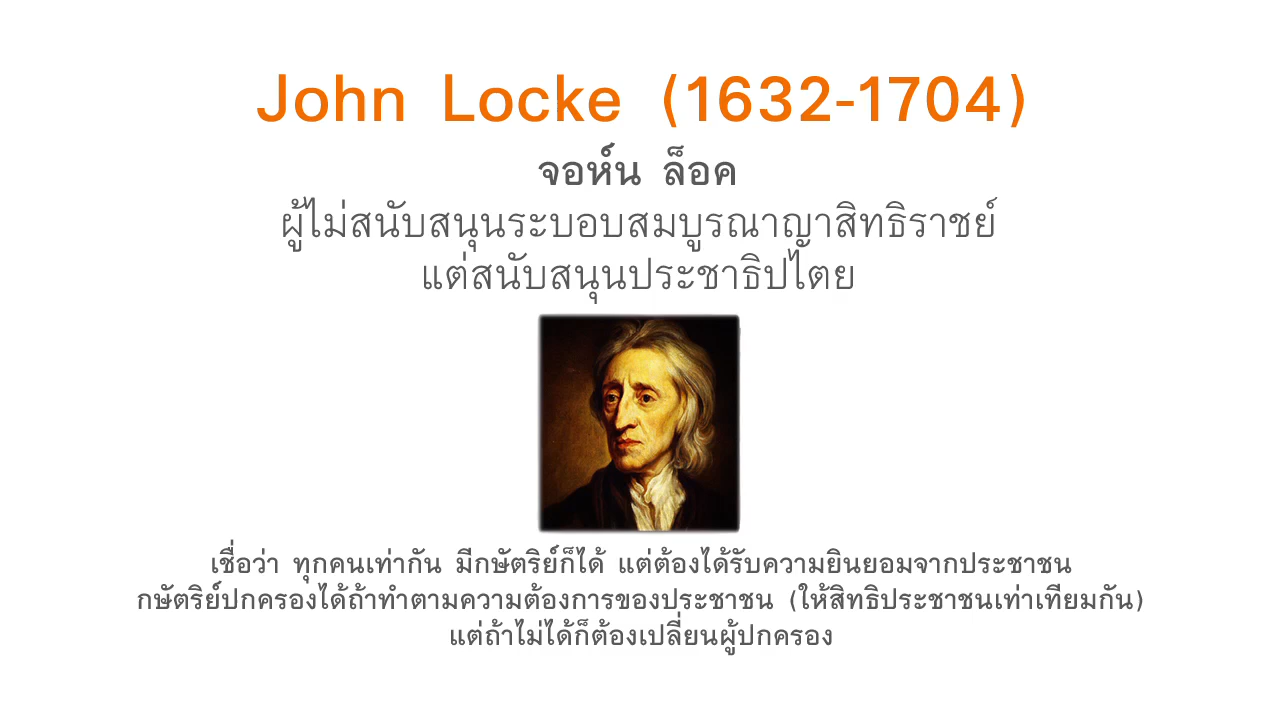 John Locke (1632-1704)
จอห์น ล็อค
ผู้ไม่สนับสนุนระบอบสมบูรณาญาสิทธิราชย์
แต่สนับสนุนประชาธิปไตย
เชื่อว่า ทุกคนเท่ากัน มีกษัตริย์ก็ได้ แต่ต้องได้รับความยินยอมจากประชาชน
กษัตริย์ปกครองได้ถ้าทำตามความต้องการของประชาชน (ให้สิทธิประชาชนเท่าเทียมกัน)
แต่ถ้าไม่ได้ก็ต้องเปลี่ยนผู้ปกครอง